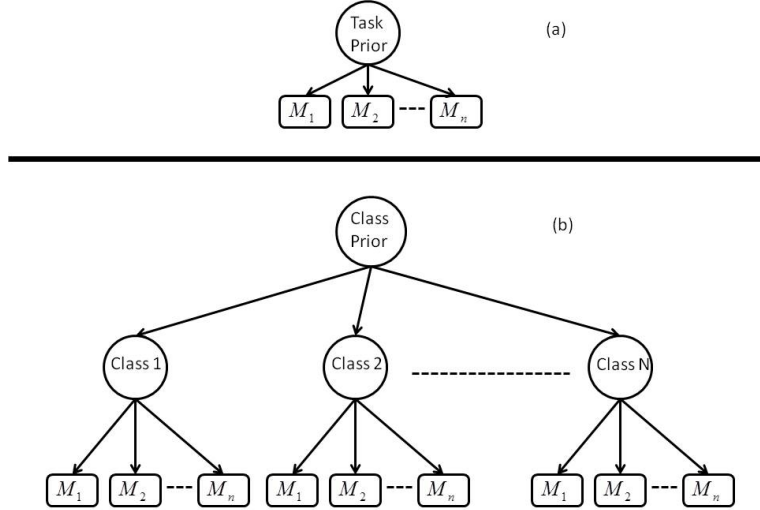 Task
Prior
(a)
M₁ M₂ ---- Mₙ
Class
Prior
(b)
Class 1 Class 2 Class N
M₁ M₂ ---- Mₙ M₁ M₂ ---- Mₙ M₁ M₂ ---- Mₙ